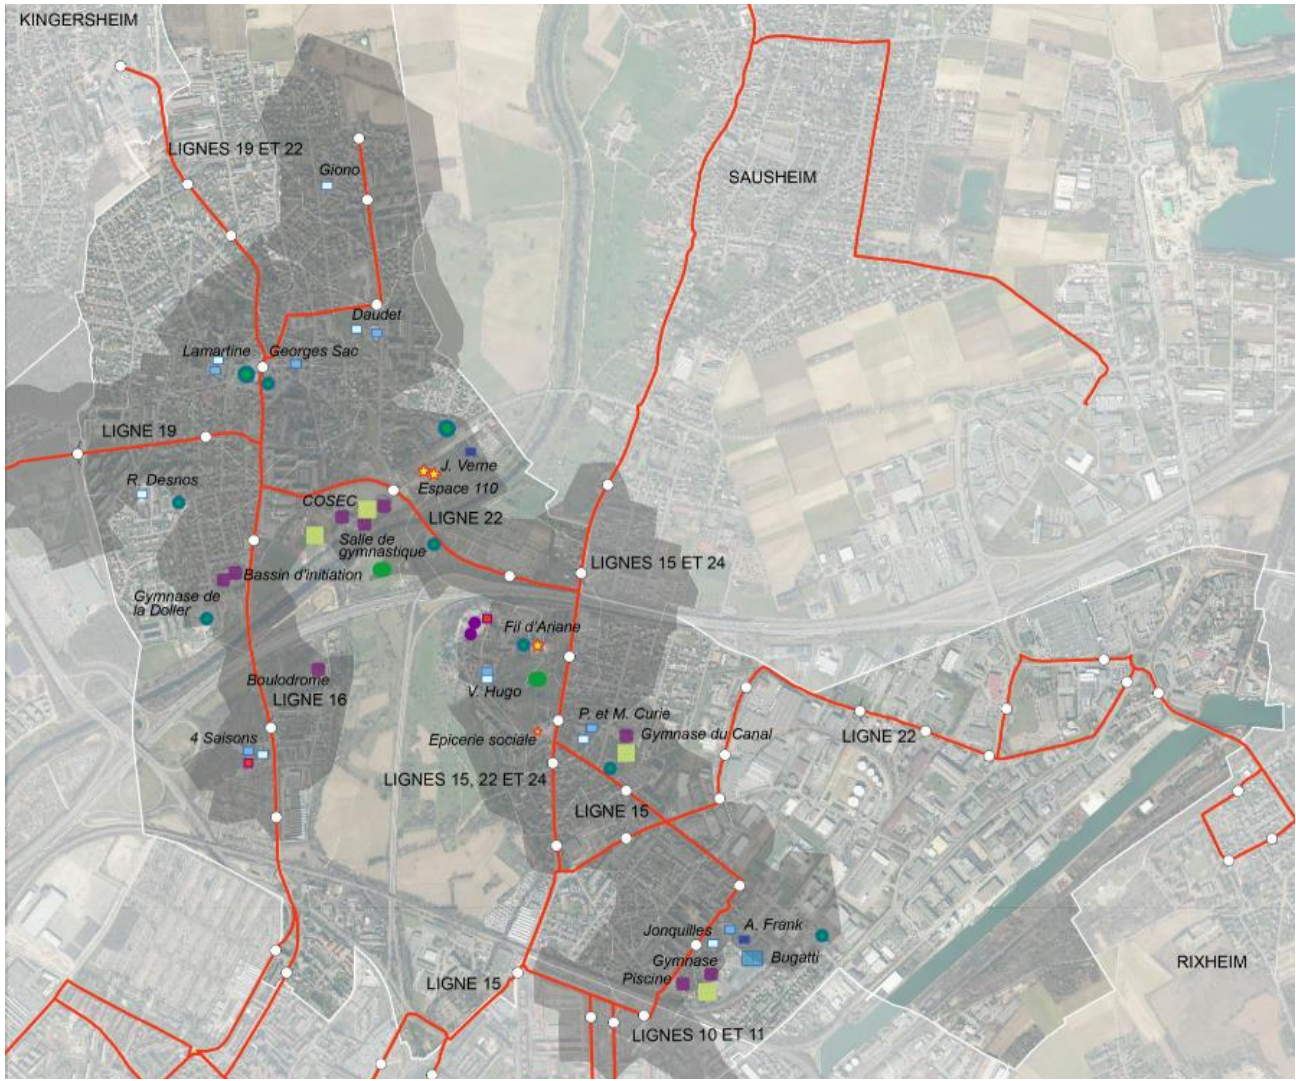 KINGERSHEIM
LIGNES 19 ET 22
Giono
SAUSHEIM
Daudet
Lamartine
Georges Sac
LIGNE 19
J. Verne
R. Desnos
Espace 110
COSEC
LIGNE 22
Salle de
gymnastique
LIGNES 15 ET 24
Bassin d'initiation
Gymnase de
la Doller
Fil d'Ariane
Boulodrome
V. Hugo
LIGNE 16
P. et M. Curie
4 Saisons
Epicerie sociale
Gymnase du Canal
LIGNE 22
LIGNES 15, 22 ET 24
LIGNE 15
Jonquilles
A. Frank
Gymnase
Bugatti
Piscine
RIXHEIM
LIGNE 15
LIGNES 10 ET 11